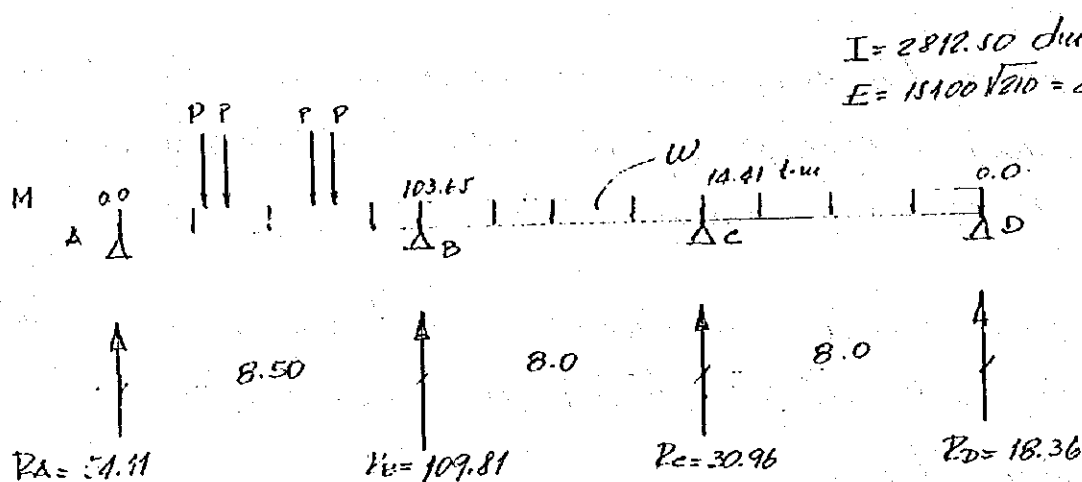 I = 2812.50
E = 15100 √210 =
P P P P
W
M 0.0 103.65 14.41 t-m 0.0
A B C D
8.50 8.0 8.0
RA = 54.11 RB = 109.81 Rc = 30.96 RD = 18.36